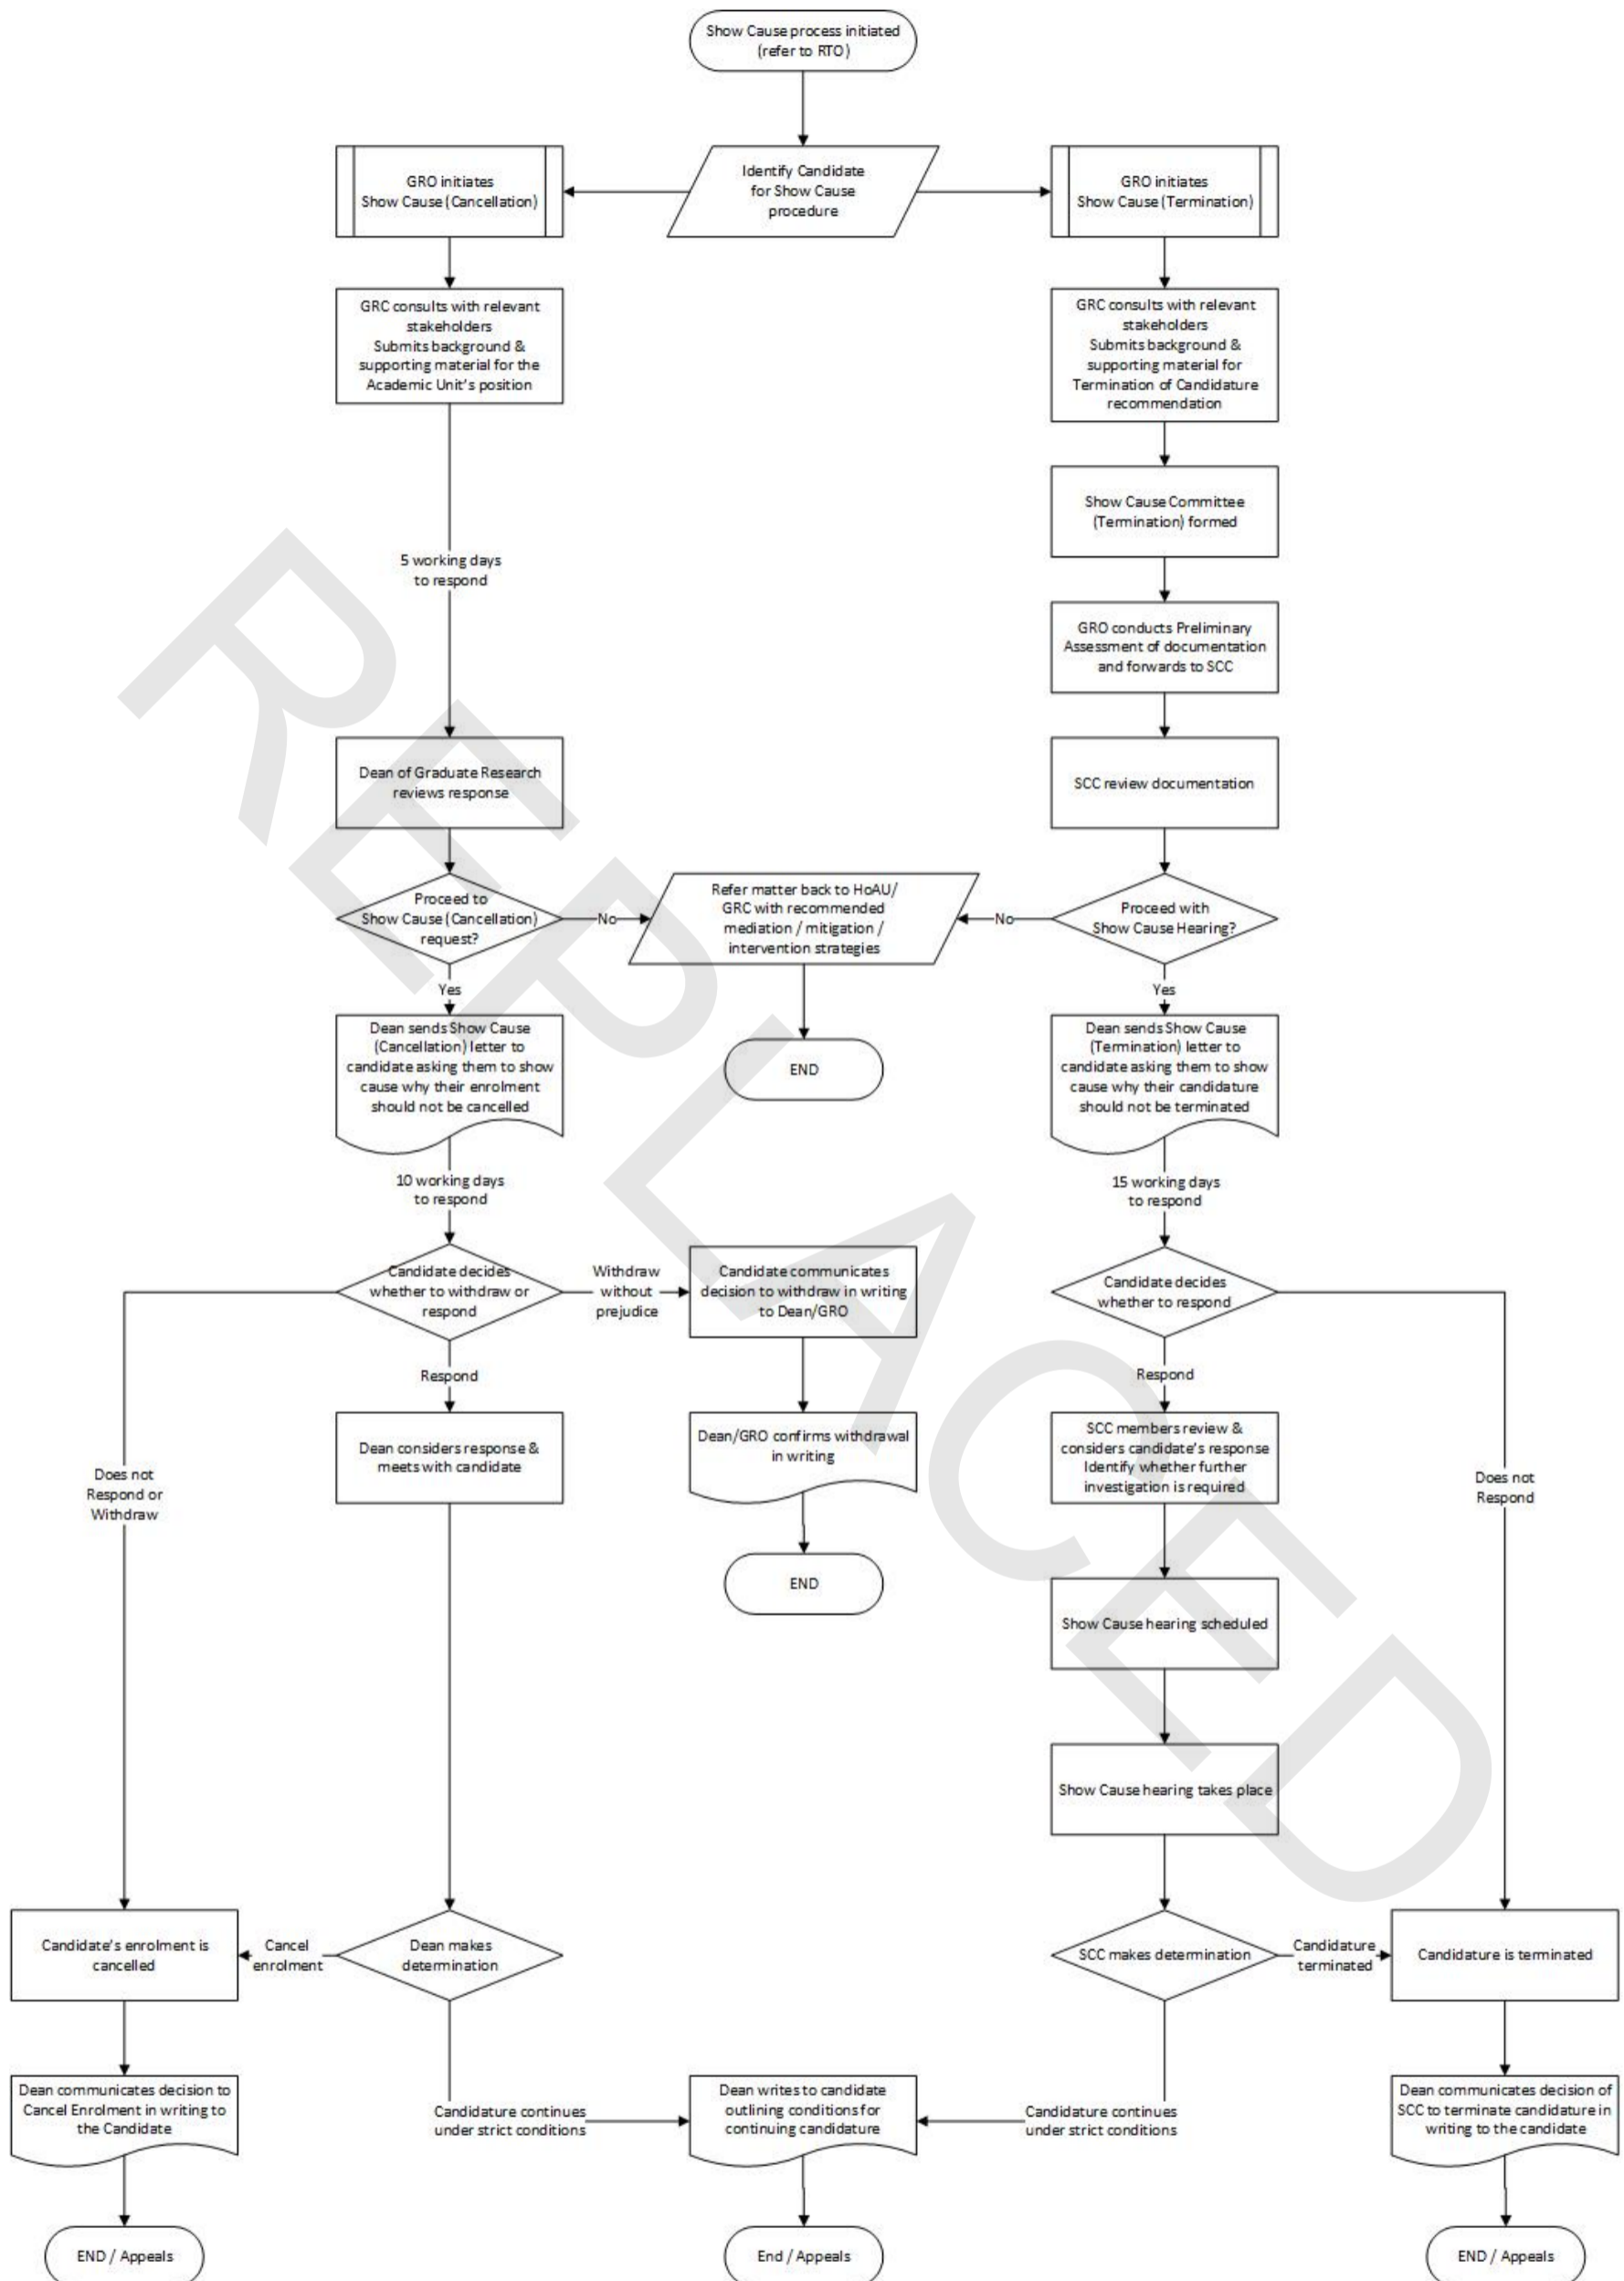 Show Cause process initiated
(refer to RTO)
GRO initiates
Show Cause (Cancellation)
Identify Candidate
for Show Cause
procedure
GRO initiates
Show Cause (Termination)
GRC consults with relevant
stakeholders
Submits background &
supporting material for the
Academic Unit's position
GRC consults with relevant
stakeholders
Submits background &
supporting material for
Termination of Candidature
recommendation
Show Cause Committee
(Termination) formed
5 working days
to respond
GRO conducts Preliminary
Assessment of documentation
and forwards to SCC
Dean of Graduate Research
reviews response
SCC review documentation
Proceed to
Show Cause (Cancellation)
request?
No
Refer matter back to HoAU/
GRC with recommended
mediation / mitigation /
intervention strategies
No
Proceed with
Show Cause Hearing?
Yes
Yes
Dean sends Show Cause
(Cancellation) letter to
candidate asking them to show
cause why their enrolment
should not be cancelled
END
Dean sends Show Cause
(Termination) letter to
candidate asking them to show
cause why their candidature
should not be terminated
10 working days
to respond
15 working days
to respond
Candidate decides
whether to withdraw or
respond
Withdraw
without
prejudice
Candidate communicates
decision to withdraw in writing
to Dean/GRO
Candidate decides
whether to respond
Respond
Respond
Does not
Respond or
Withdraw
Dean considers response &
meets with candidate
Dean/GRO confirms withdrawal
in writing
SCC members review &
considers candidate's response
Identify whether further
investigation is required
Does not
Respond
END
Show Cause hearing scheduled
Show Cause hearing takes place
Candidate's enrolment is
cancelled
Cancel
enrolment
Dean makes
determination
SCC makes determination
Candidature
terminated
Candidature is terminated
Dean communicates decision to
Cancel Enrolment in writing to
the Candidate
Candidature continues
under strict conditions
Dean writes to candidate
outlining conditions for
continuing candidature
Candidature continues
under strict conditions
Dean communicates decision of
SCC to terminate candidature in
writing to the candidate
END / Appeals
End / Appeals
END / Appeals
REPLACED